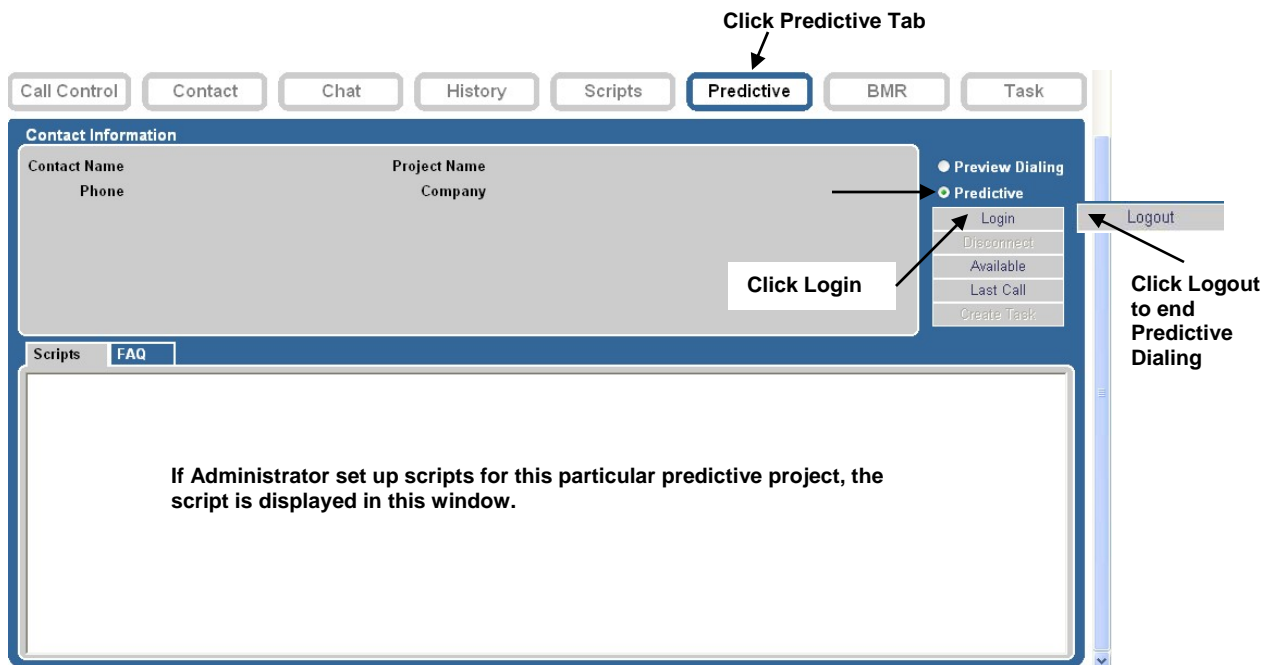 Click Predictive Tab
Call Control Contact Chat History Scripts Predictive BMR Task
Contact Information
Contact Name Project Name
Phone Company
Preview Dialing
Predictive
Login
Disconnect
Available
Last Call
Create Task
Logout
Click Login
Click Logout
to end
Predictive
Dialing
Scripts FAQ
If Administrator set up scripts for this particular predictive project, the
script is displayed in this window.